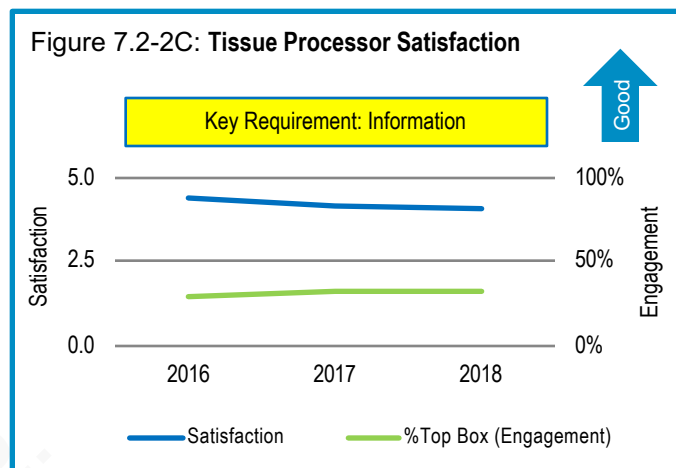 Figure 7.2-2C: Tissue Processor Satisfaction
Good
Key Requirement: Information
5.0
100%
Satisfaction
2.5
50%
Engagement
0.0
0%
2016
2017
2018
Satisfaction
%Top Box (Engagement)